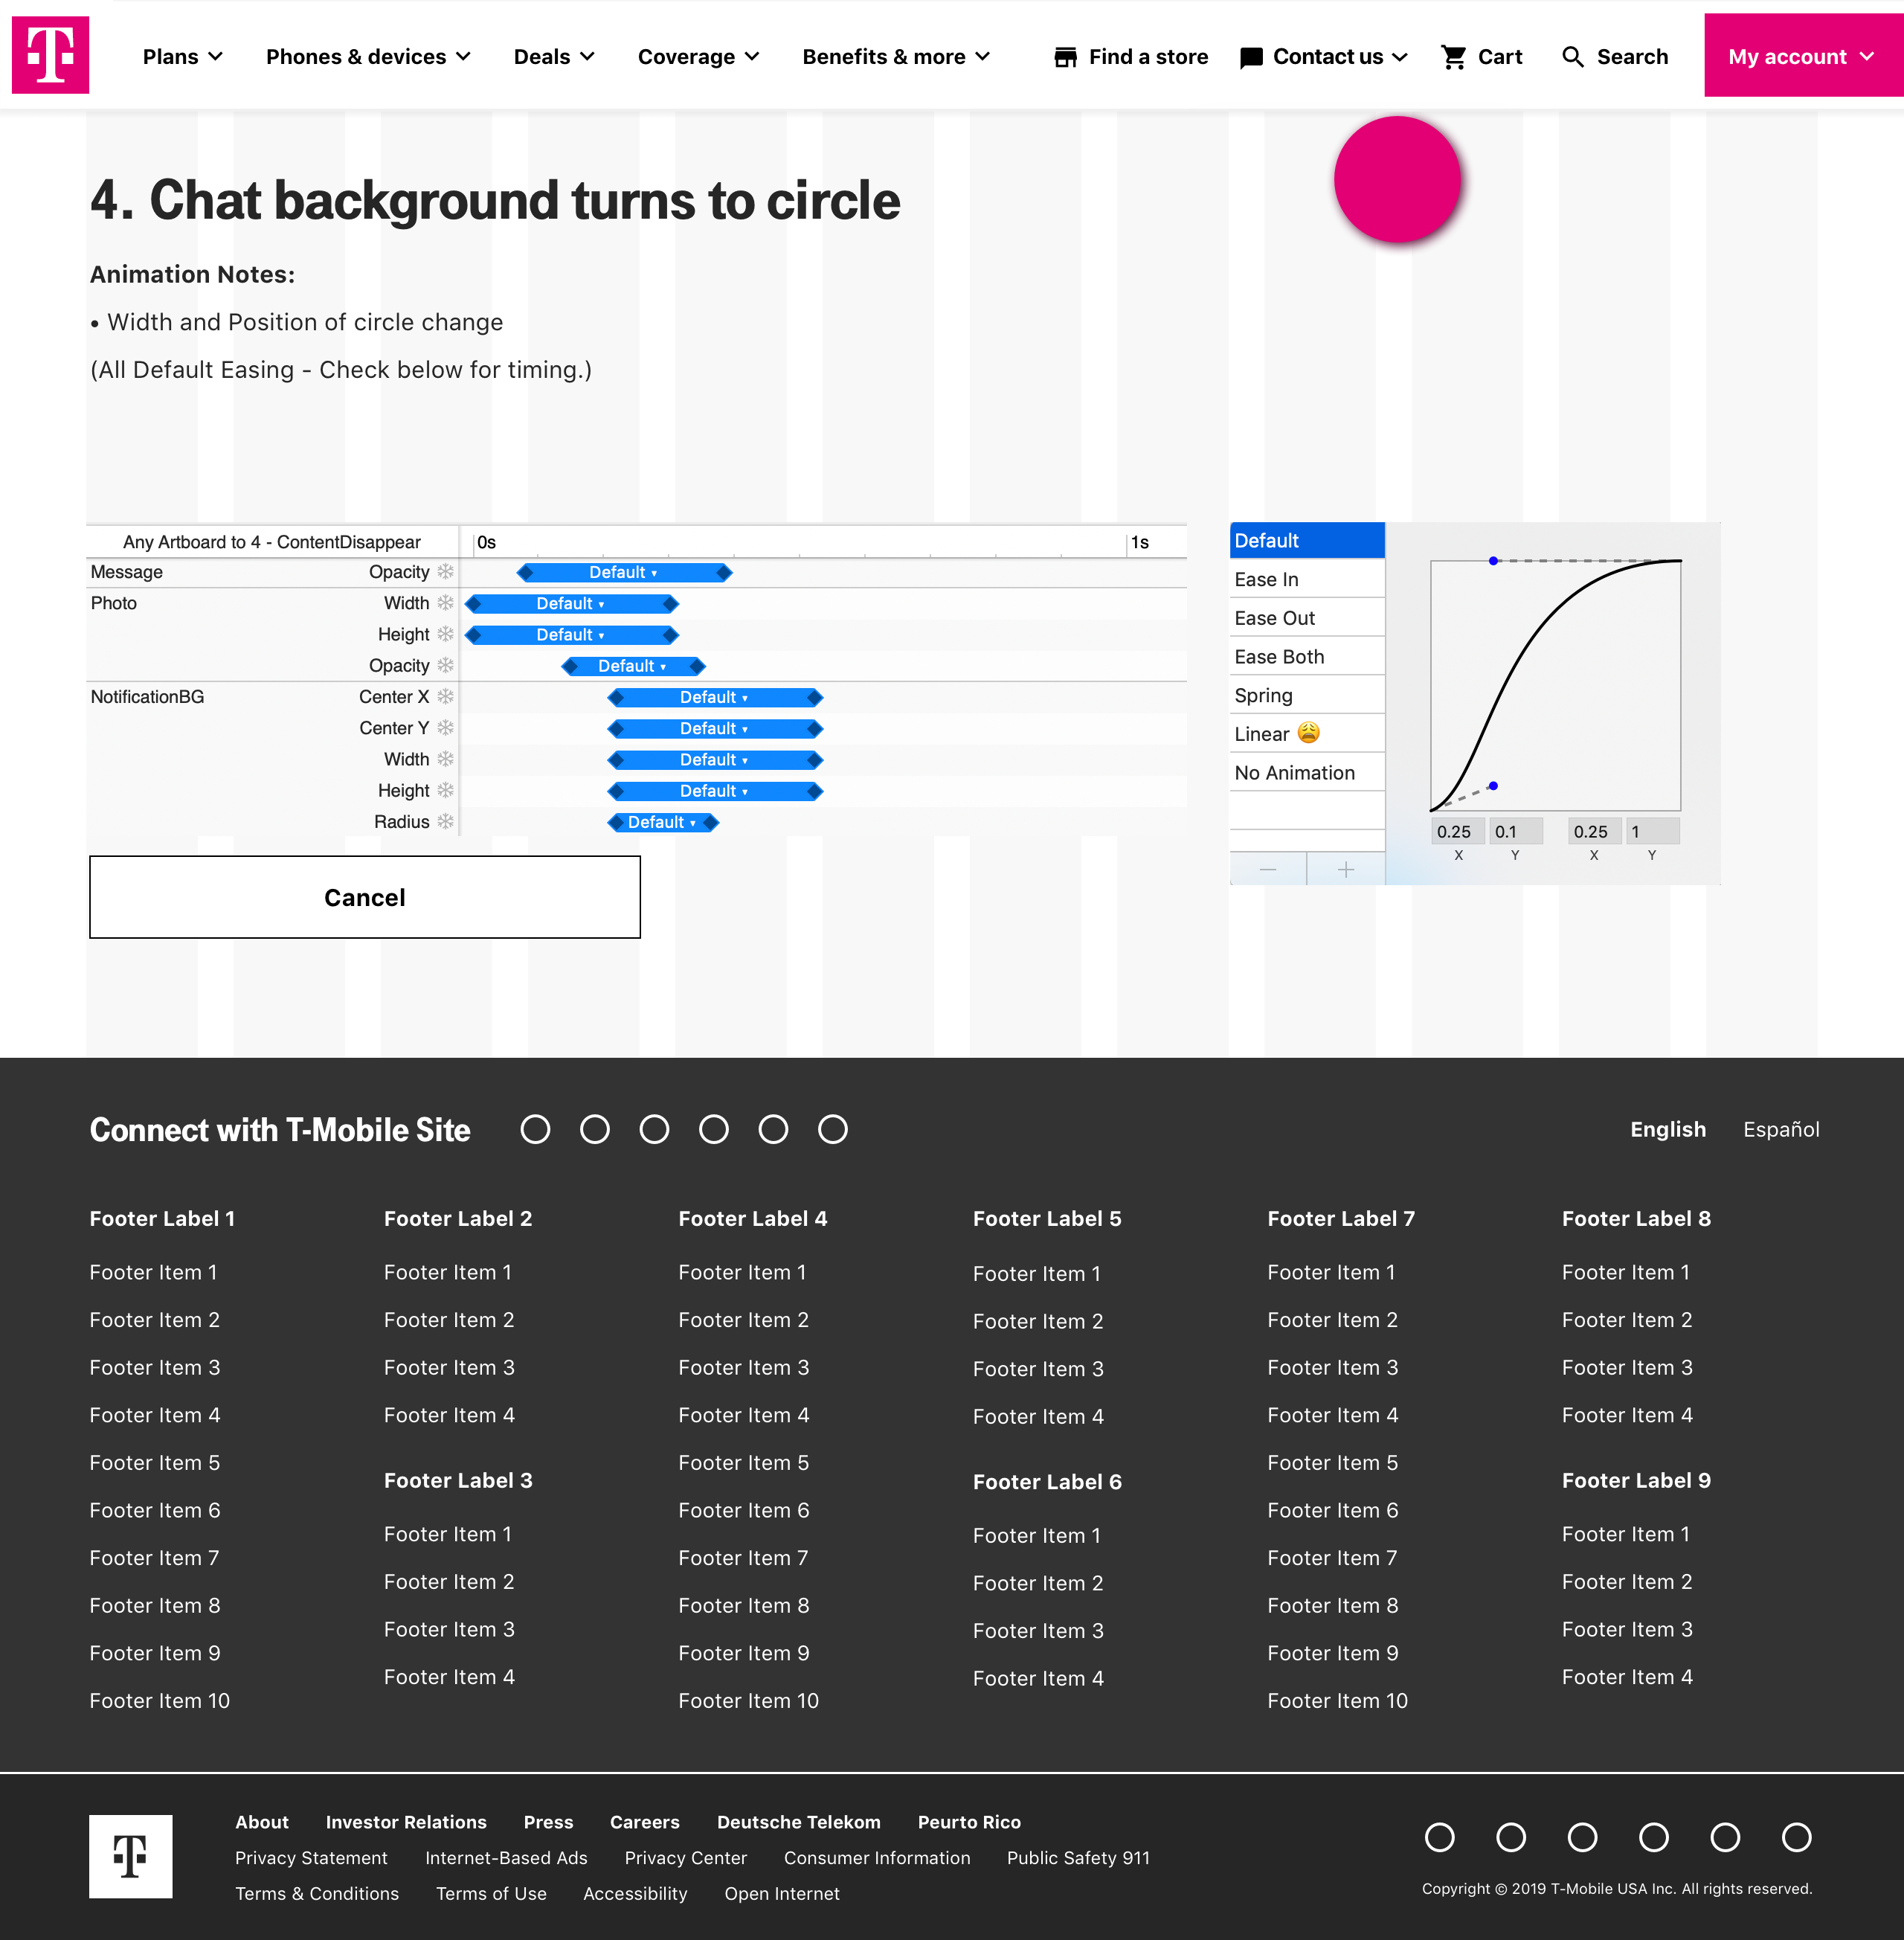 T
Plans
Phones & devices
Deals
Coverage
Benefits & more
Find a store
Contact us
Cart
Search
My account
4. Chat background turns to circle
Animation Notes:
• Width and Position of circle change
(All Default Easing - Check below for timing.)
Any Artboard to 4 - ContentDisappear
0s
1s
Message
Opacity
Default
Photo
Width
Default
Height
Default
Opacity
Default
NotificationBG
Center X
Default
Center Y
Default
Width
Default
Height
Default
Radius
Default
Default
Ease In
Ease Out
Ease Both
Spring
Linear 😩
No Animation
0.25
0.1
0.25
1
X
Y
X
Y
Cancel
Connect with T-Mobile Site
English
Español
Footer Label 1
Footer Item 1
Footer Item 2
Footer Item 3
Footer Item 4
Footer Item 5
Footer Item 6
Footer Item 7
Footer Item 8
Footer Item 9
Footer Item 10
Footer Label 2
Footer Item 1
Footer Item 2
Footer Item 3
Footer Item 4
Footer Label 3
Footer Item 1
Footer Item 2
Footer Item 3
Footer Item 4
Footer Label 4
Footer Item 1
Footer Item 2
Footer Item 3
Footer Item 4
Footer Item 5
Footer Item 6
Footer Item 7
Footer Item 8
Footer Item 9
Footer Item 10
Footer Label 5
Footer Item 1
Footer Item 2
Footer Item 3
Footer Item 4
Footer Label 6
Footer Item 1
Footer Item 2
Footer Item 3
Footer Item 4
Footer Label 7
Footer Item 1
Footer Item 2
Footer Item 3
Footer Item 4
Footer Item 5
Footer Item 6
Footer Item 7
Footer Item 8
Footer Item 9
Footer Item 10
Footer Label 8
Footer Item 1
Footer Item 2
Footer Item 3
Footer Item 4
Footer Label 9
Footer Item 1
Footer Item 2
Footer Item 3
Footer Item 4
T
About
Investor Relations
Press
Careers
Deutsche Telekom
Peurto Rico
Privacy Statement
Internet-Based Ads
Privacy Center
Consumer Information
Public Safety 911
Terms & Conditions
Terms of Use
Accessibility
Open Internet
Copyright © 2019 T-Mobile USA Inc. All rights reserved.